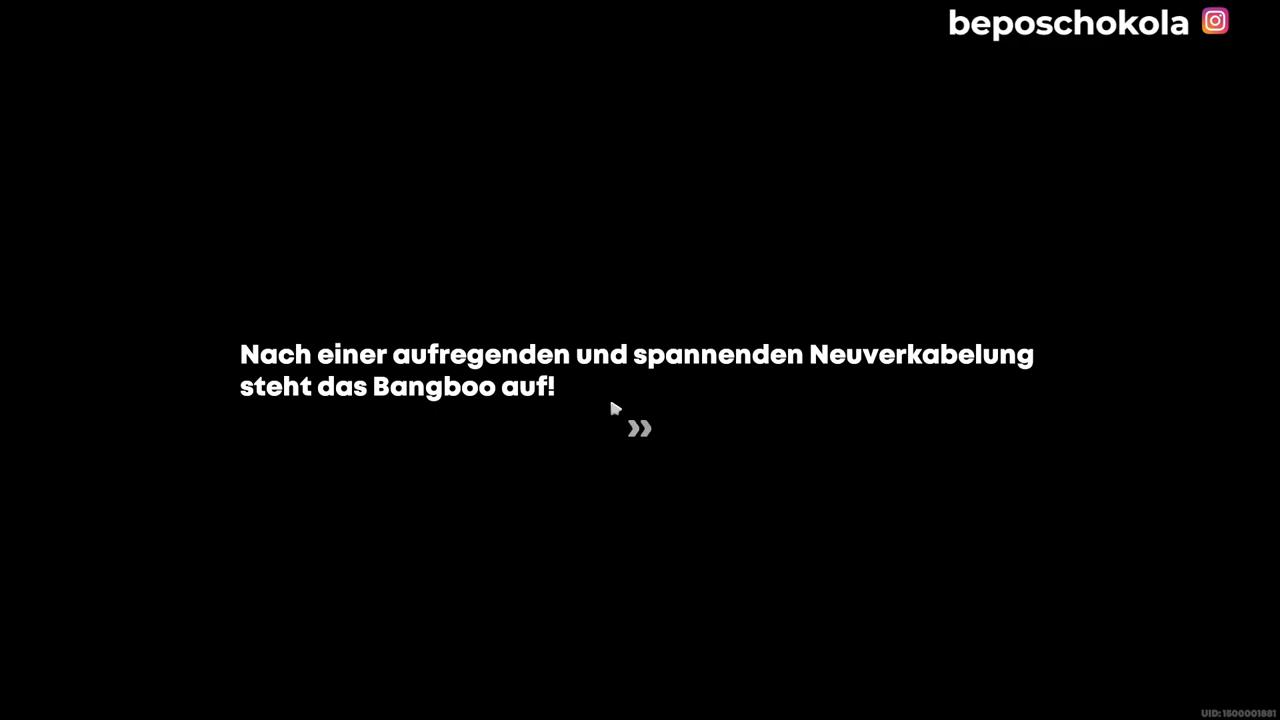 beposchokola
Nach einer aufregenden und spannenden Neuverkabelung
steht das Bangboo auf!
UID: 1500001881